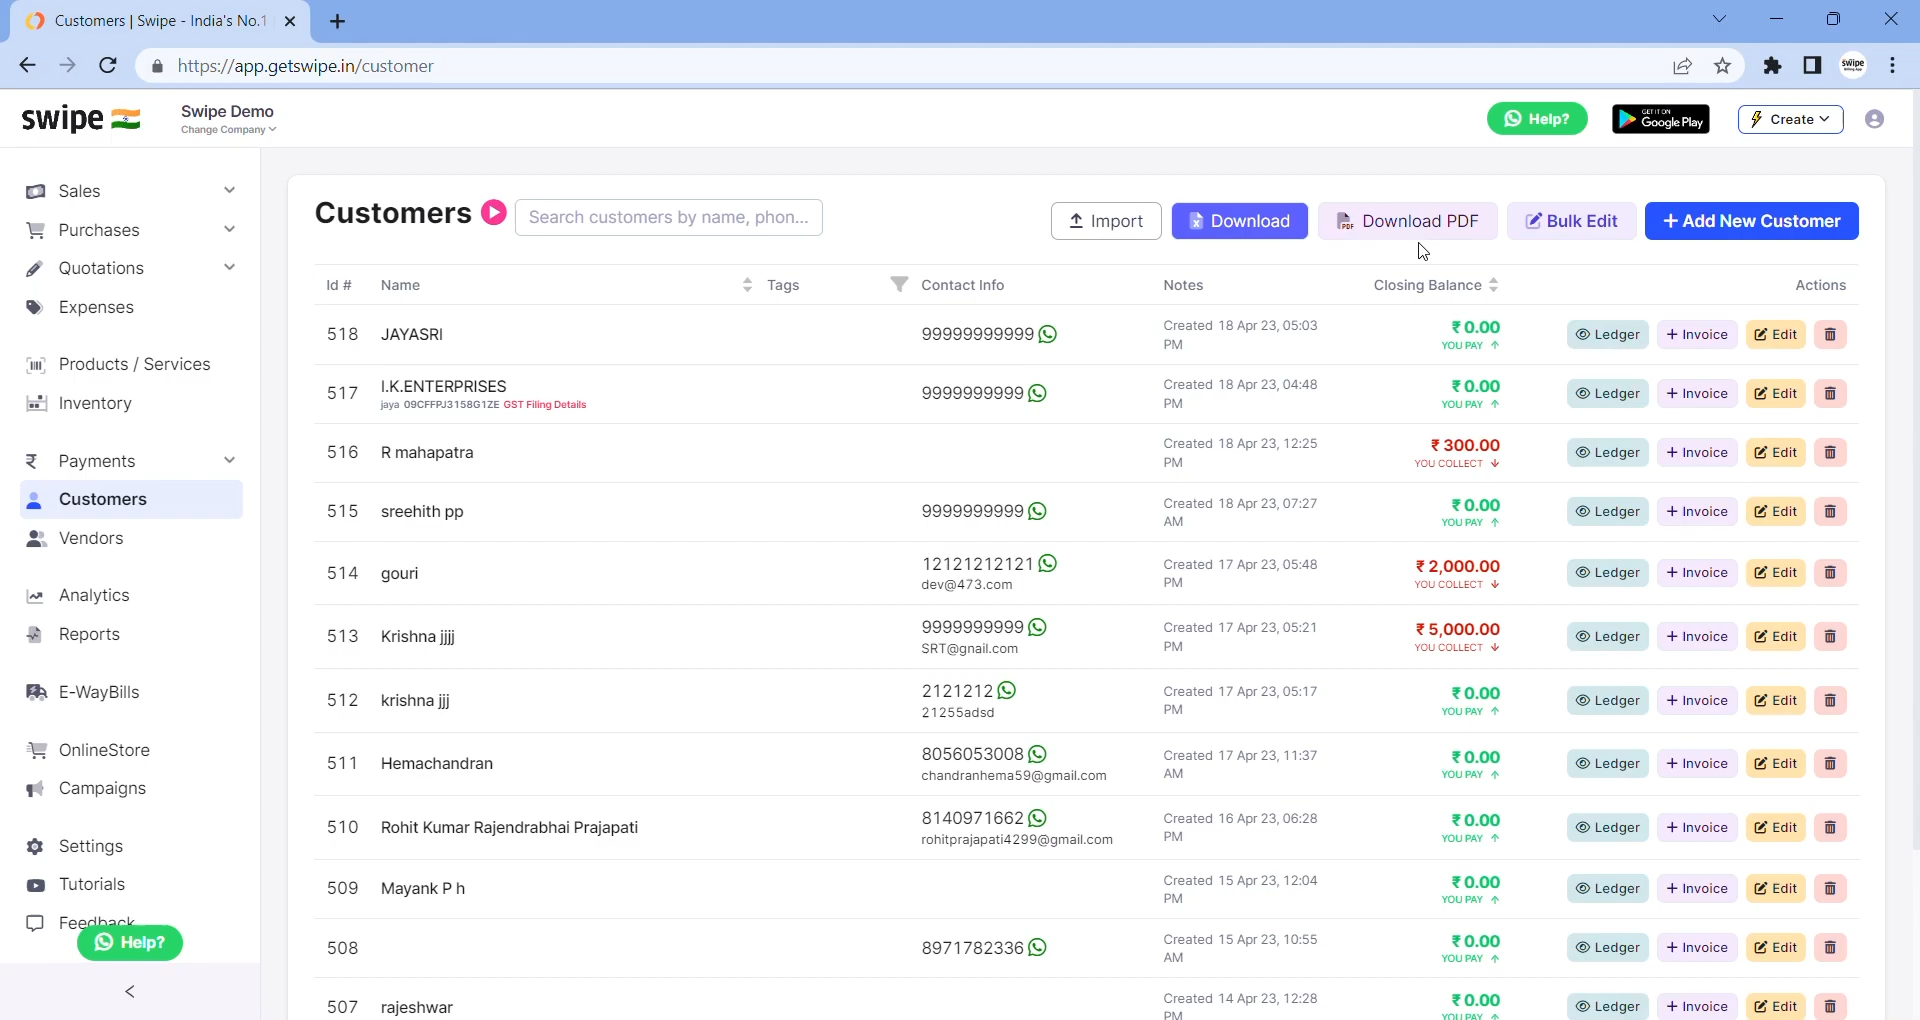 Customers | Swipe - India's No.1
https://app.getswipe.in/customer
swipe
Swipe Demo
Change Company
Help?
GET IT ON
Google Play
Create
swipe
Sales
Purchases
Quotations
Expenses
Products / Services
Inventory
Payments
Customers
Vendors
Analytics
Reports
E-WayBills
OnlineStore
Campaigns
Settings
Tutorials
Feedback
Help?
Customers
Search customers by name, phon...
Import
Download
PDF Download PDF
Bulk Edit
+ Add New Customer
Id # Name Tags Contact Info Notes Closing Balance Actions
518 JAYASRI 99999999999 Created 18 Apr 23, 05:03 PM ₹ 0.00 YOU PAY ↑ Ledger + Invoice Edit
517 I.K.ENTERPRISES 9999999999 Created 18 Apr 23, 04:48 PM ₹ 0.00 YOU PAY ↑ Ledger + Invoice Edit
jaya 09CFFPJ3158G1ZE GST Filing Details
516 R mahapatra Created 18 Apr 23, 12:25 PM ₹ 300.00 YOU COLLECT ↓ Ledger + Invoice Edit
515 sreehith pp 9999999999 Created 18 Apr 23, 07:27 AM ₹ 0.00 YOU PAY ↑ Ledger + Invoice Edit
514 gouri 12121212121 dev@473.com Created 17 Apr 23, 05:48 PM ₹ 2,000.00 YOU COLLECT ↓ Ledger + Invoice Edit
513 Krishna jjjj 9999999999 SRT@gnail.com Created 17 Apr 23, 05:21 PM ₹ 5,000.00 YOU COLLECT ↓ Ledger + Invoice Edit
512 krishna jjj 2121212 21255adsd Created 17 Apr 23, 05:17 PM ₹ 0.00 YOU PAY ↑ Ledger + Invoice Edit
511 Hemachandran 8056053008 chandranhema59@gmail.com Created 17 Apr 23, 11:37 AM ₹ 0.00 YOU PAY ↑ Ledger + Invoice Edit
510 Rohit Kumar Rajendrabhai Prajapati 8140971662 rohitprajapati4299@gmail.com Created 16 Apr 23, 06:28 PM ₹ 0.00 YOU PAY ↑ Ledger + Invoice Edit
509 Mayank P h Created 15 Apr 23, 12:04 PM ₹ 0.00 YOU PAY ↑ Ledger + Invoice Edit
508 8971782336 Created 15 Apr 23, 10:55 AM ₹ 0.00 YOU PAY ↑ Ledger + Invoice Edit
507 rajeshwar Created 14 Apr 23, 12:28 PM ₹ 0.00 YOU PAY ↑ Ledger + Invoice Edit